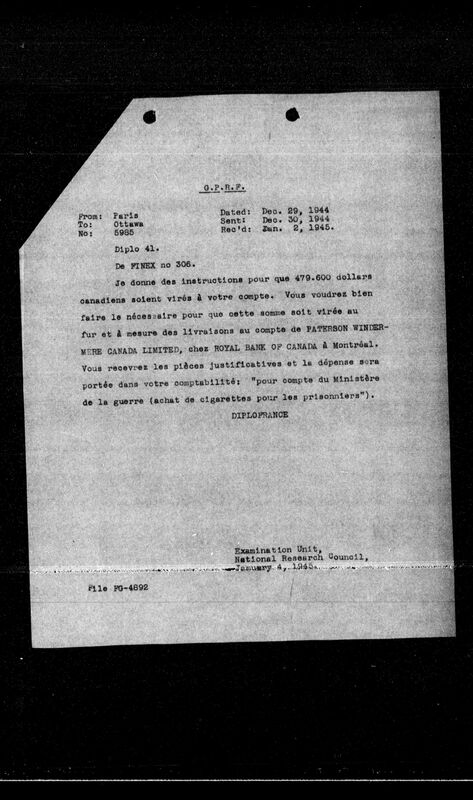 G.P.R.F.
From: Paris Dated: Dec. 29, 1944
To: Ottawa Sent: Dec. 30, 1944
No: 5985 Rec'd: Jan. 2, 1945.
Diplo 41.
De FINEX no 306.
Je donne des instructions pour que 479.600 dollars
canadiens soient virés à votre compte. Vous voudrez bien
faire le nécessaire pour que cette somme soit virée au
fur et à mesure des livraisons au compte de PATERSON WINDER-
MERE CANADA LIMITED, chez ROYAL BANK OF CANADA à Montréal.
Vous recevrez les pièces justificatives et la dépense sera
portée dans votre comptabilité: "pour compte du Ministère
de la guerre (achat de cigarettes pour les prisonniers").
DIPLOFRANCE
Examination Unit,
National Research Council,
January 4, 1945.
File FG-4892